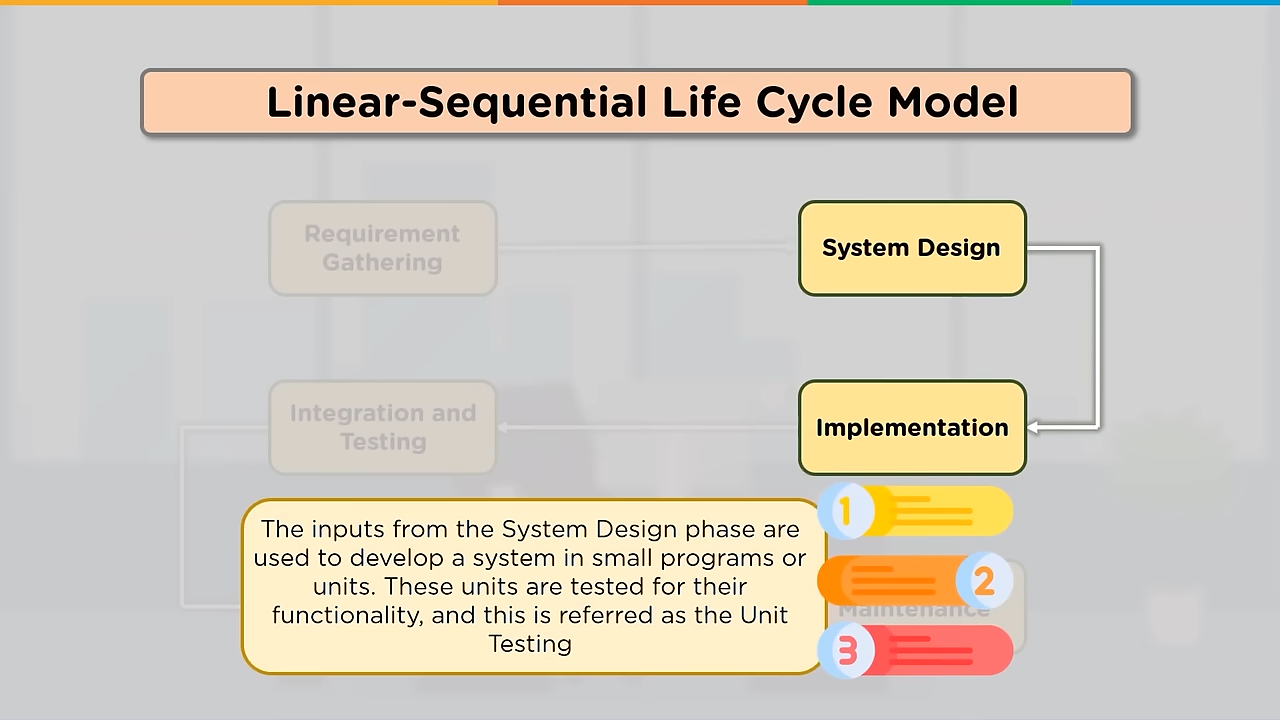 Linear-Sequential Life Cycle Model
Requirement
Gathering
System Design
Integration and
Testing
Implementation
The inputs from the System Design phase are
used to develop a system in small programs or
units. These units are tested for their
functionality, and this is referred as the Unit
Testing
1
2
Maintenance
3